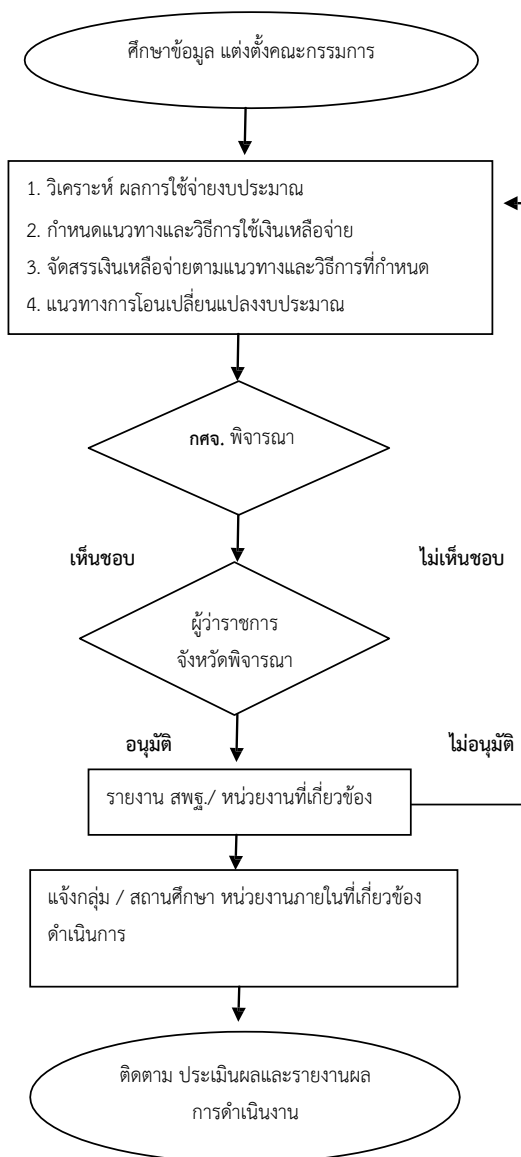 ศึกษาข้อมูล แต่งตั้งคณะกรรมการ
1. วิเคราะห์ ผลการใช้จ่ายงบประมาณ
2. กำหนดแนวทางและวิธีการใช้เงินเหลือจ่าย
3. จัดสรรเงินเหลือจ่ายตามแนวทางและวิธีการที่กำหนด
4. แนวทางการโอนเปลี่ยนแปลงงบประมาณ
กศจ. พิจารณา
เห็นชอบ
ไม่เห็นชอบ
ผู้ว่าราชการ
จังหวัดพิจารณา
อนุมัติ
ไม่อนุมัติ
รายงาน สพฐ./ หน่วยงานที่เกี่ยวข้อง
แจ้งกลุ่ม / สถานศึกษา หน่วยงานภายในที่เกี่ยวข้อง
ดำเนินการ
ติดตาม ประเมินผลและรายงานผล
การดำเนินงาน